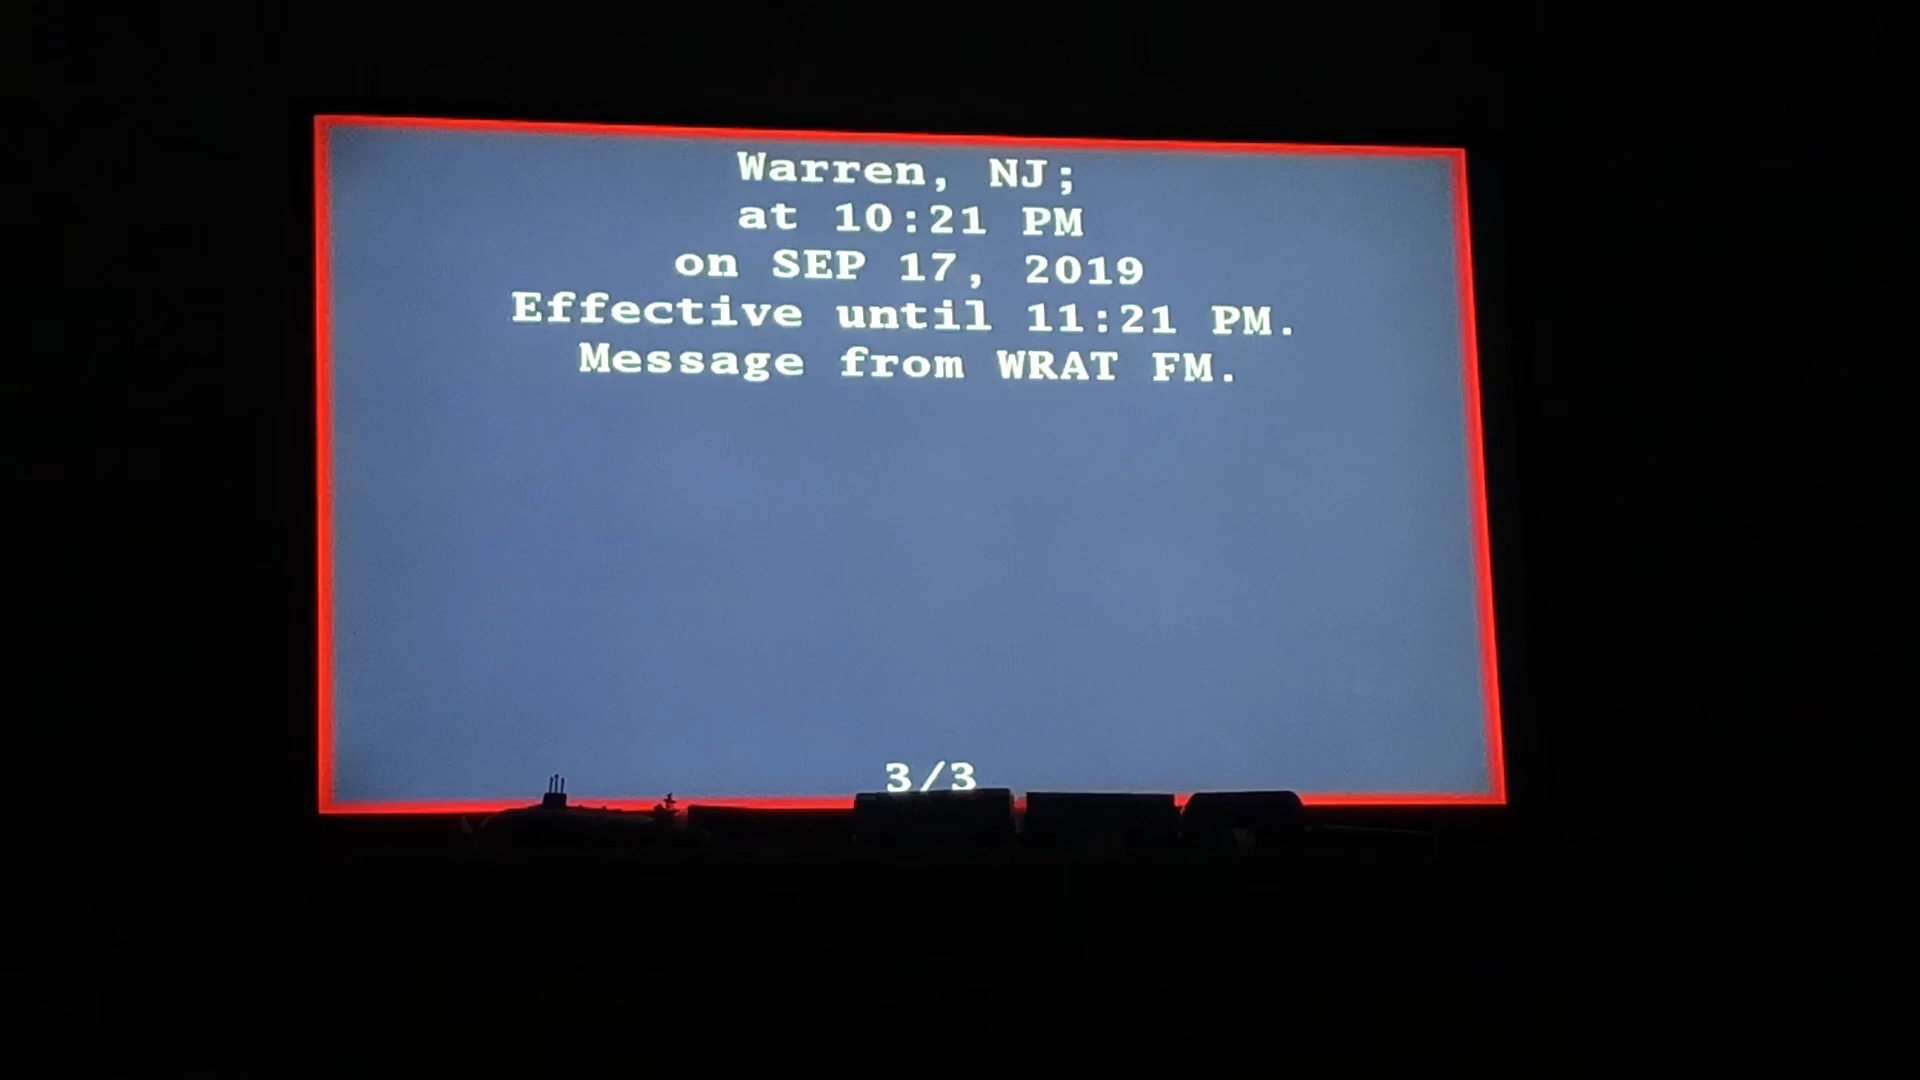 Warren, NJ;
at 10:21 PM
on SEP 17, 2019
Effective until 11:21 PM.
Message from WRAT FM.
3/3